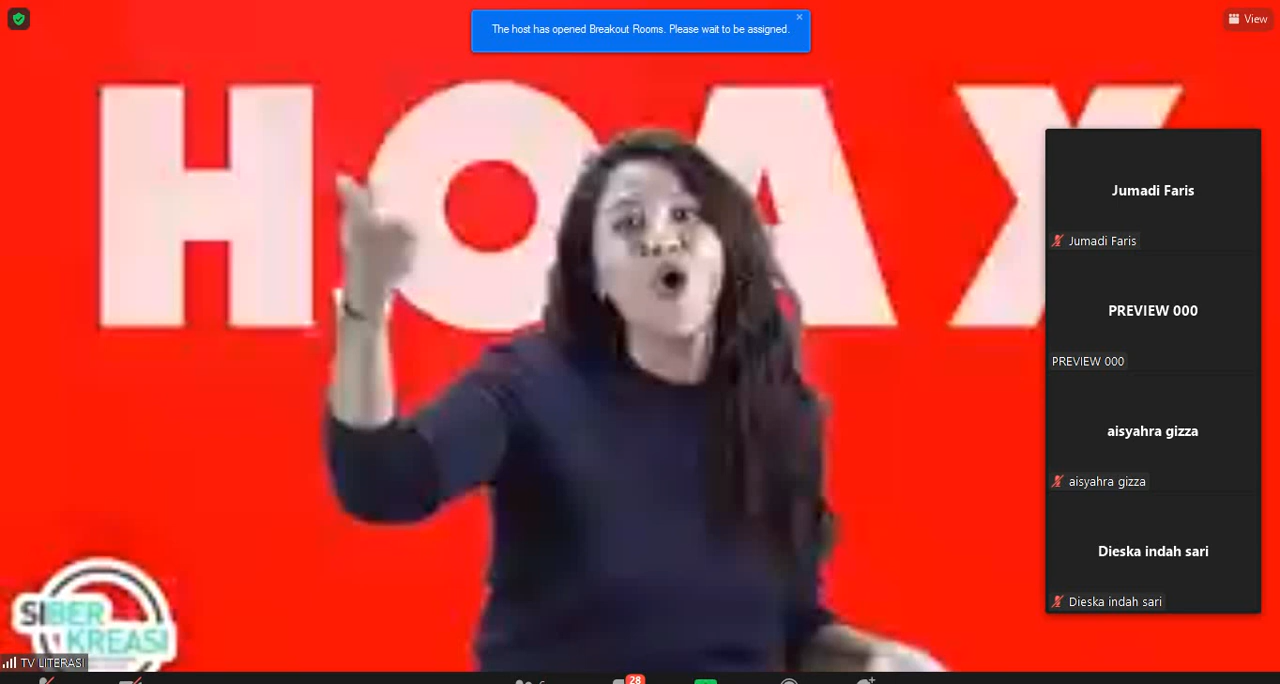 The host has opened Breakout Rooms. Please wait to be assigned.
View
HOAX
Jumadi Faris
Jumadi Faris
PREVIEW 000
PREVIEW 000
aisyahra gizza
aisyahra gizza
Dieska indah sari
Dieska indah sari
SIBER
KREASI
TV LITERASI
28